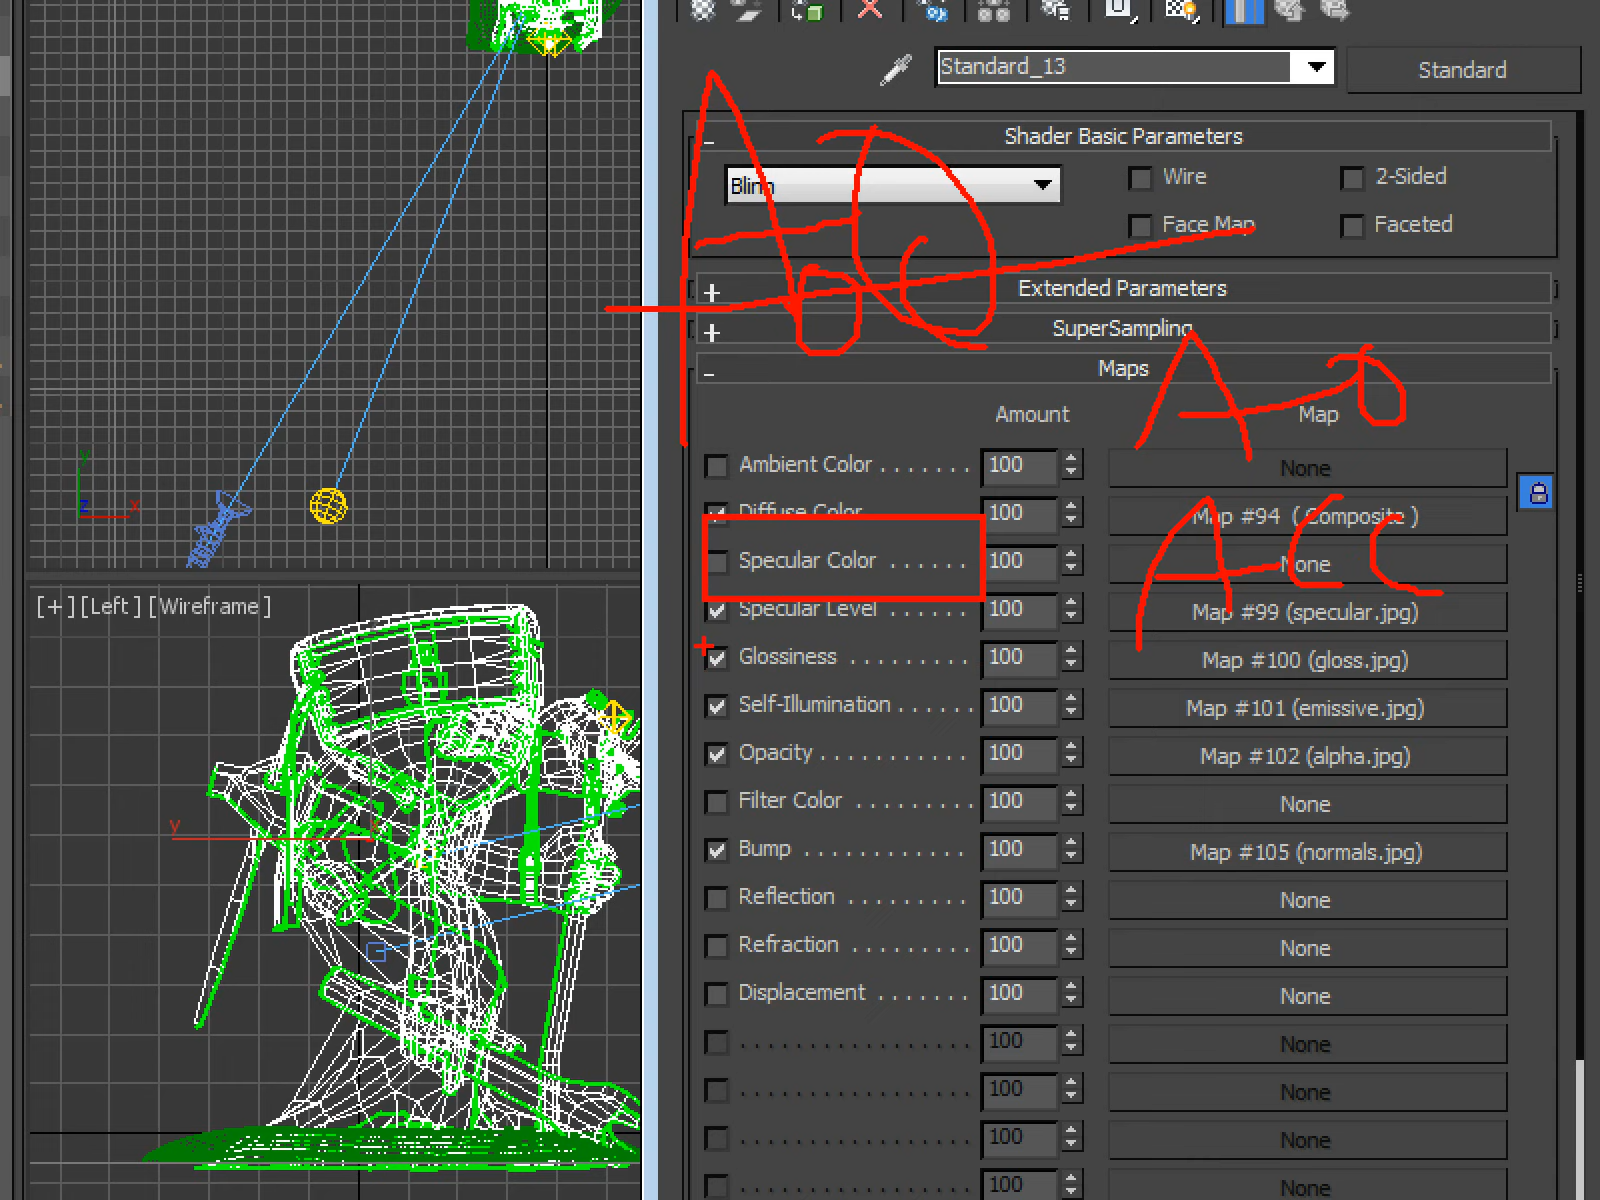 Standard_13 Standard
- Shader Basic Parameters
Blinn Wire 2-Sided
Face Map Faceted
+ Extended Parameters
+ SuperSampling
- Maps
Amount Map
Ambient Color . . . . . . . 100 None
Diffuse Color 100 Map #94 ( Composite )
Specular Color . . . . . . 100 None
Specular Level . . . . . . 100 Map #99 (specular.jpg)
Glossiness . . . . . . . . . 100 Map #100 (gloss.jpg)
Self-Illumination . . . . . . 100 Map #101 (emissive.jpg)
Opacity . . . . . . . . . . . 100 Map #102 (alpha.jpg)
Filter Color . . . . . . . . . 100 None
Bump . . . . . . . . . . . . 100 Map #105 (normals.jpg)
Reflection . . . . . . . . . 100 None
Refraction . . . . . . . . . 100 None
Displacement . . . . . . . 100 None
. . . . . . . . . . . . . . . . . 100 None
. . . . . . . . . . . . . . . . . 100 None
. . . . . . . . . . . . . . . . . 100 None
. . . . . . . . . . . . . . . . . 100 None
y
z x
[+] [Left ] [Wireframe ]
y